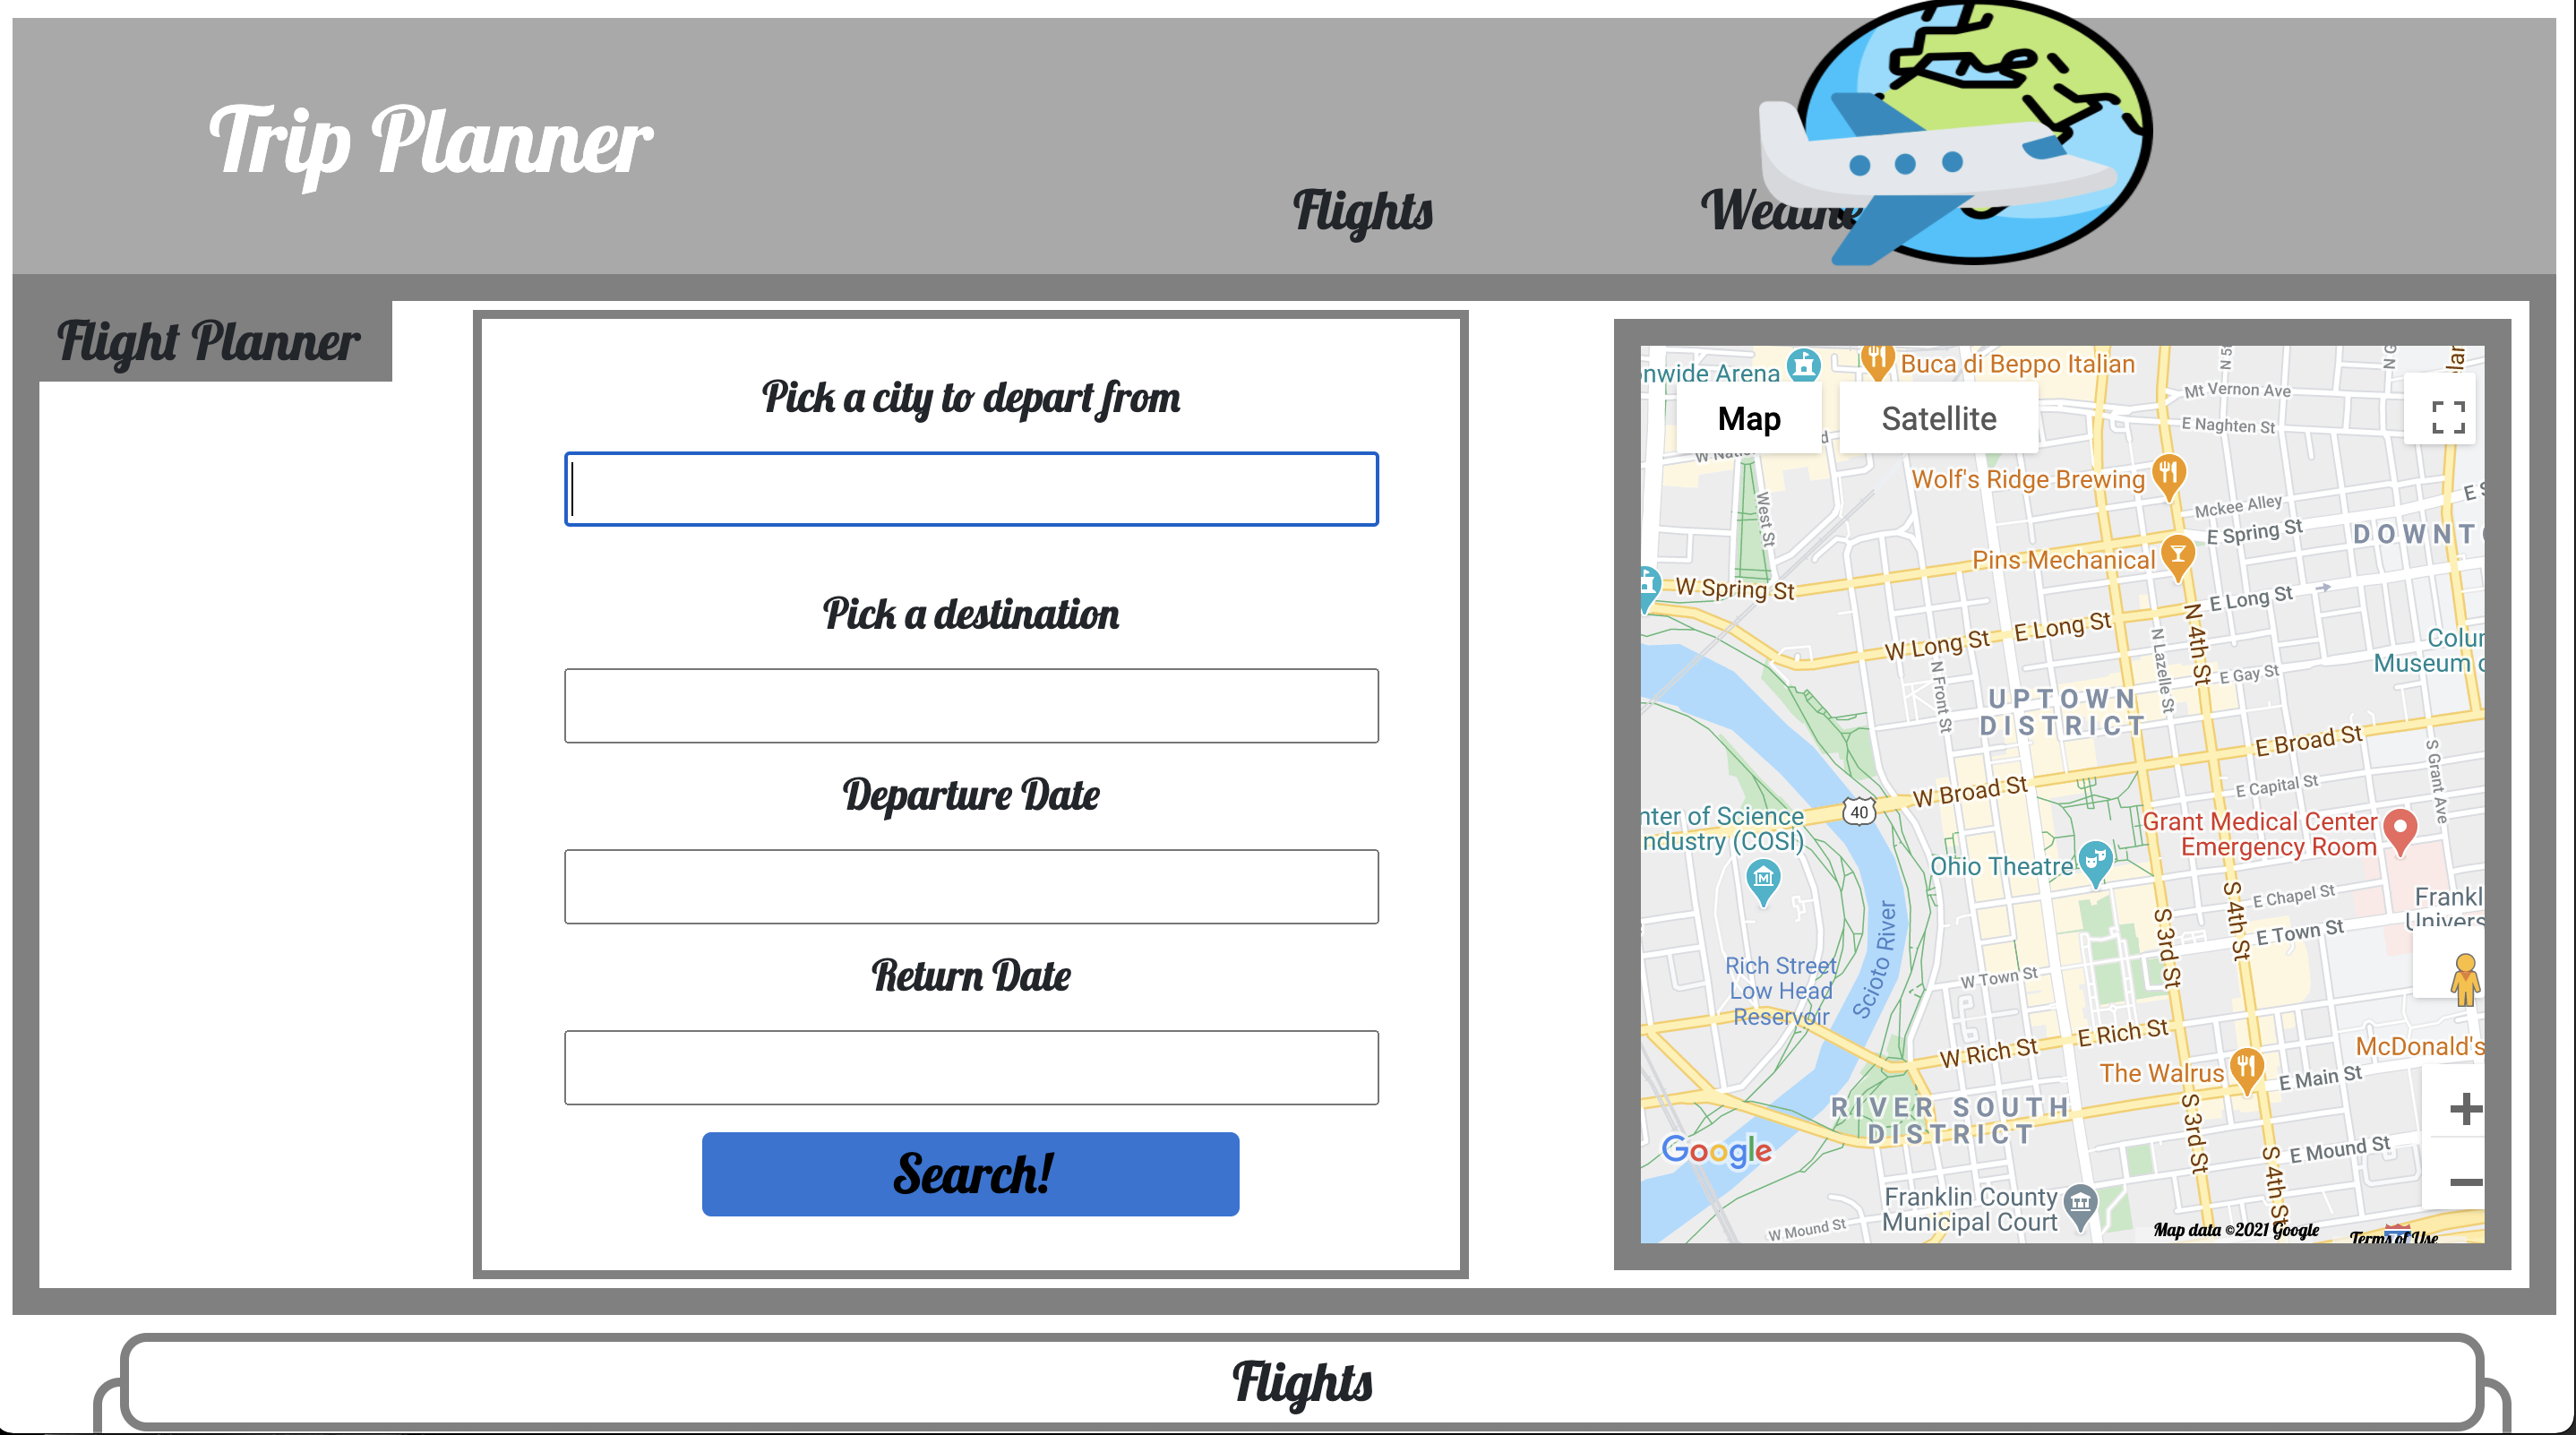 Trip Planner
Flights
Flight Planner
Pick a city to depart from
Pick a destination
Departure Date
Return Date
Search!
onwide Arena
Buca di Beppo Italian
Mt Vernon Ave
E Naghten St
Map
Satellite
Wolf's Ridge Brewing
West St
Mckee Alley
E Spring St
DOWNT
Pins Mechanical
W Spring St
E Long St
N 4th St
E Long St
W Long St
N Lazelle St
N Front St
E Gay St
Colum
Museum
UPTOWN
DISTRICT
E Broad St
S Grant Ave
E Capital St
W Broad St
40
nter of Science
ndustry (COSI)
Grant Medical Center
Emergency Room
Ohio Theatre
E Chapel St
Frankl
Univers
S 4th St
S 3rd St
E Town St
Scioto River
Rich Street
Low Head
Reservoir
W Town St
E Rich St
W Rich St
McDonald's
The Walrus
E Main St
RIVER SOUTH
DISTRICT
S 3rd St
Google
E Mound St
S 4th St
Franklin County
Municipal Court
W Mound St
Map data ©2021 Google
Terms of Use
Flights